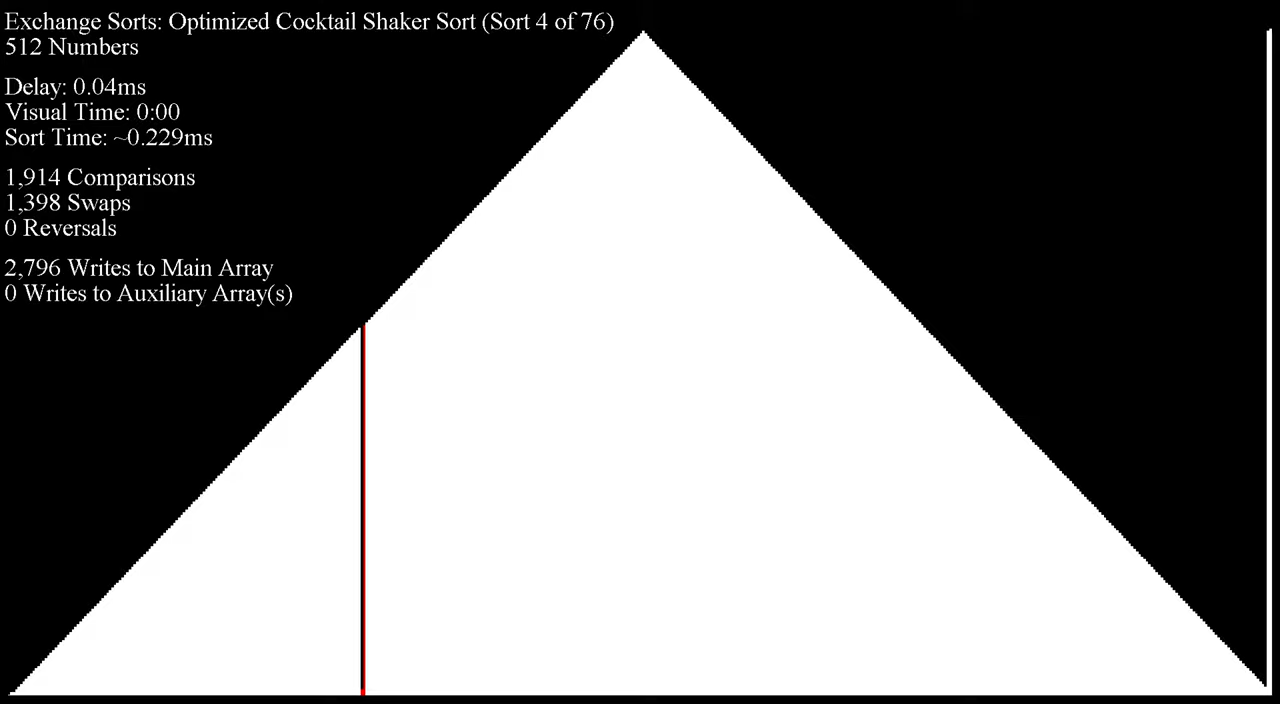 Exchange Sorts: Optimized Cocktail Shaker Sort (Sort 4 of 76)
512 Numbers
Delay: 0.04ms
Visual Time: 0:00
Sort Time: ~0.229ms
1,914 Comparisons
1,398 Swaps
0 Reversals
2,796 Writes to Main Array
0 Writes to Auxiliary Array(s)